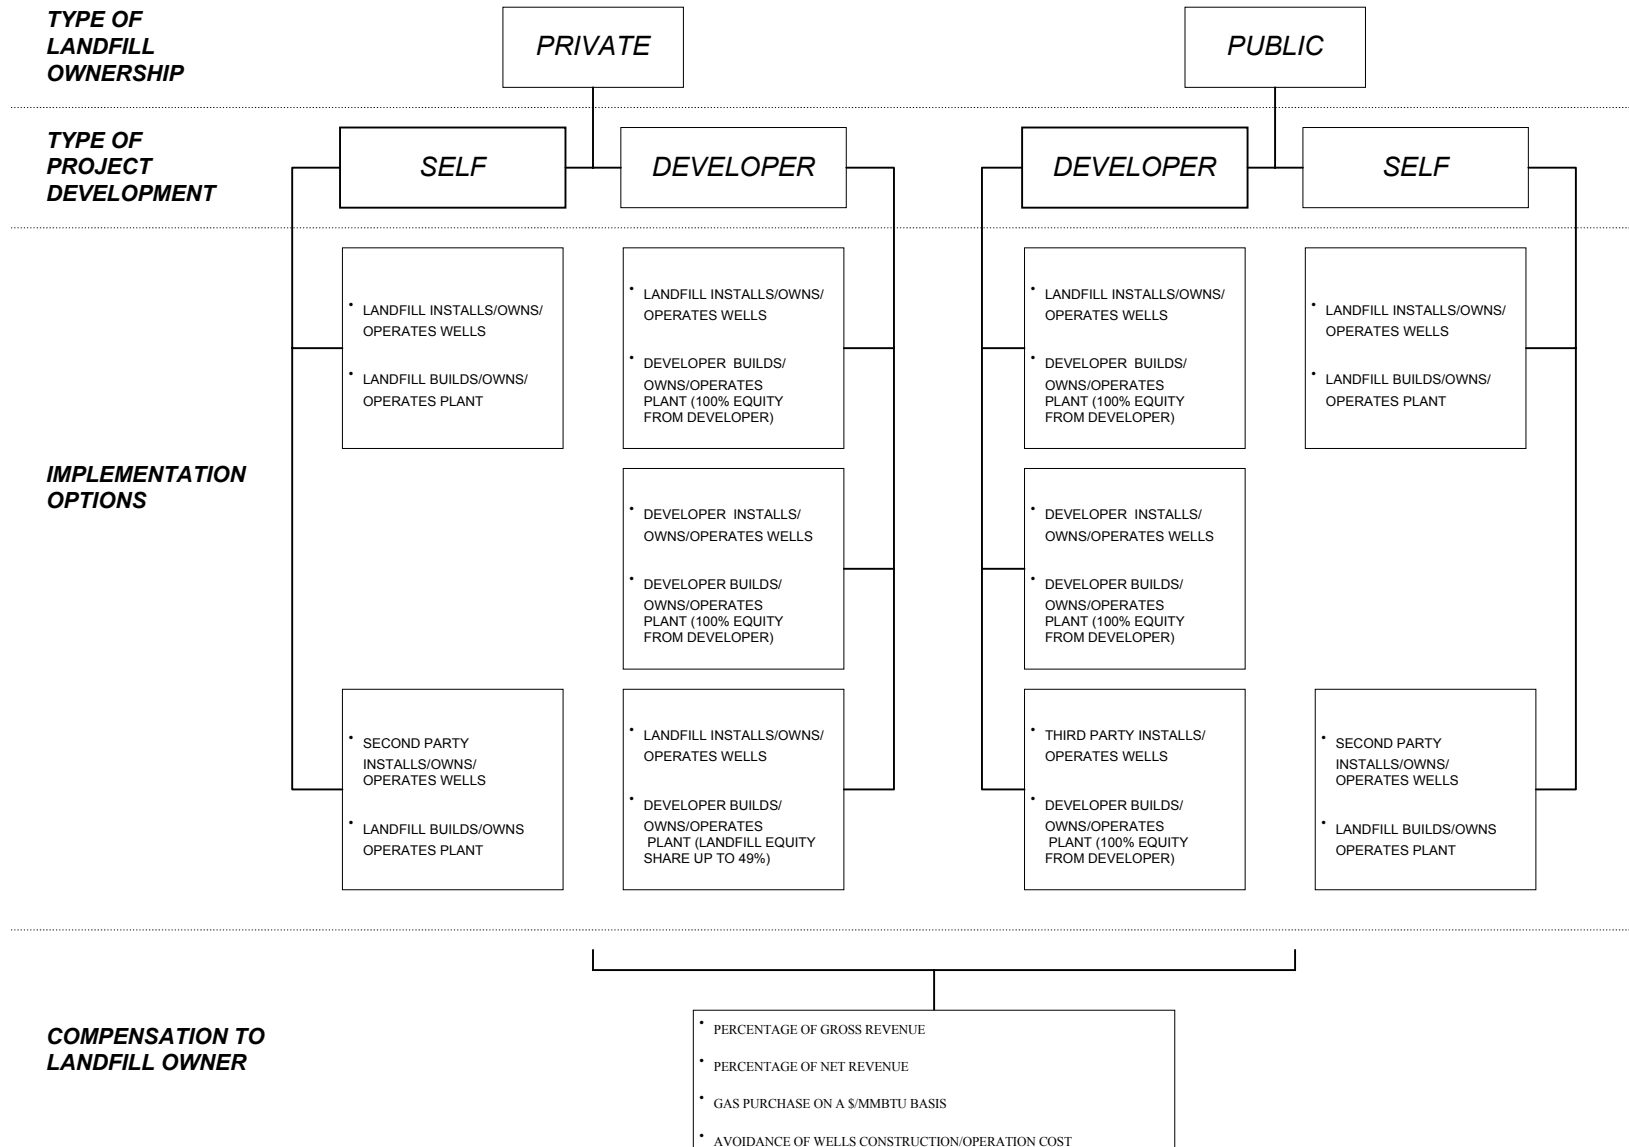 TYPE OF
LANDFILL
OWNERSHIP
PRIVATE
PUBLIC
TYPE OF
PROJECT
DEVELOPMENT
SELF
DEVELOPER
DEVELOPER
SELF
IMPLEMENTATION
OPTIONS
• LANDFILL INSTALLS/OWNS/
OPERATES WELLS
• LANDFILL BUILDS/OWNS/
OPERATES PLANT
• LANDFILL INSTALLS/OWNS/
OPERATES WELLS
• DEVELOPER BUILDS/
OWNS/OPERATES
PLANT (100% EQUITY
FROM DEVELOPER)
• LANDFILL INSTALLS/OWNS/
OPERATES WELLS
• DEVELOPER BUILDS/
OWNS/OPERATES
PLANT (100% EQUITY
FROM DEVELOPER)
• LANDFILL INSTALLS/OWNS/
OPERATES WELLS
• LANDFILL BUILDS/OWNS/
OPERATES PLANT
• DEVELOPER INSTALLS/
OWNS/OPERATES WELLS
• DEVELOPER BUILDS/
OWNS/OPERATES
PLANT (100% EQUITY
FROM DEVELOPER)
• DEVELOPER INSTALLS/
OWNS/OPERATES WELLS
• DEVELOPER BUILDS/
OWNS/OPERATES
PLANT (100% EQUITY
FROM DEVELOPER)
• SECOND PARTY
INSTALLS/OWNS/
OPERATES WELLS
• LANDFILL BUILDS/OWNS
OPERATES PLANT
• LANDFILL INSTALLS/OWNS/
OPERATES WELLS
• DEVELOPER BUILDS/
OWNS/OPERATES
PLANT (LANDFILL EQUITY
SHARE UP TO 49%)
• THIRD PARTY INSTALLS/
OPERATES WELLS
• DEVELOPER BUILDS/
OWNS/OPERATES
PLANT (100% EQUITY
FROM DEVELOPER)
• SECOND PARTY
INSTALLS/OWNS/
OPERATES WELLS
• LANDFILL BUILDS/OWNS
OPERATES PLANT
COMPENSATION TO
LANDFILL OWNER
• PERCENTAGE OF GROSS REVENUE
• PERCENTAGE OF NET REVENUE
• GAS PURCHASE ON A $/MMBTU BASIS
• AVOIDANCE OF WELLS CONSTRUCTION/OPERATION COST